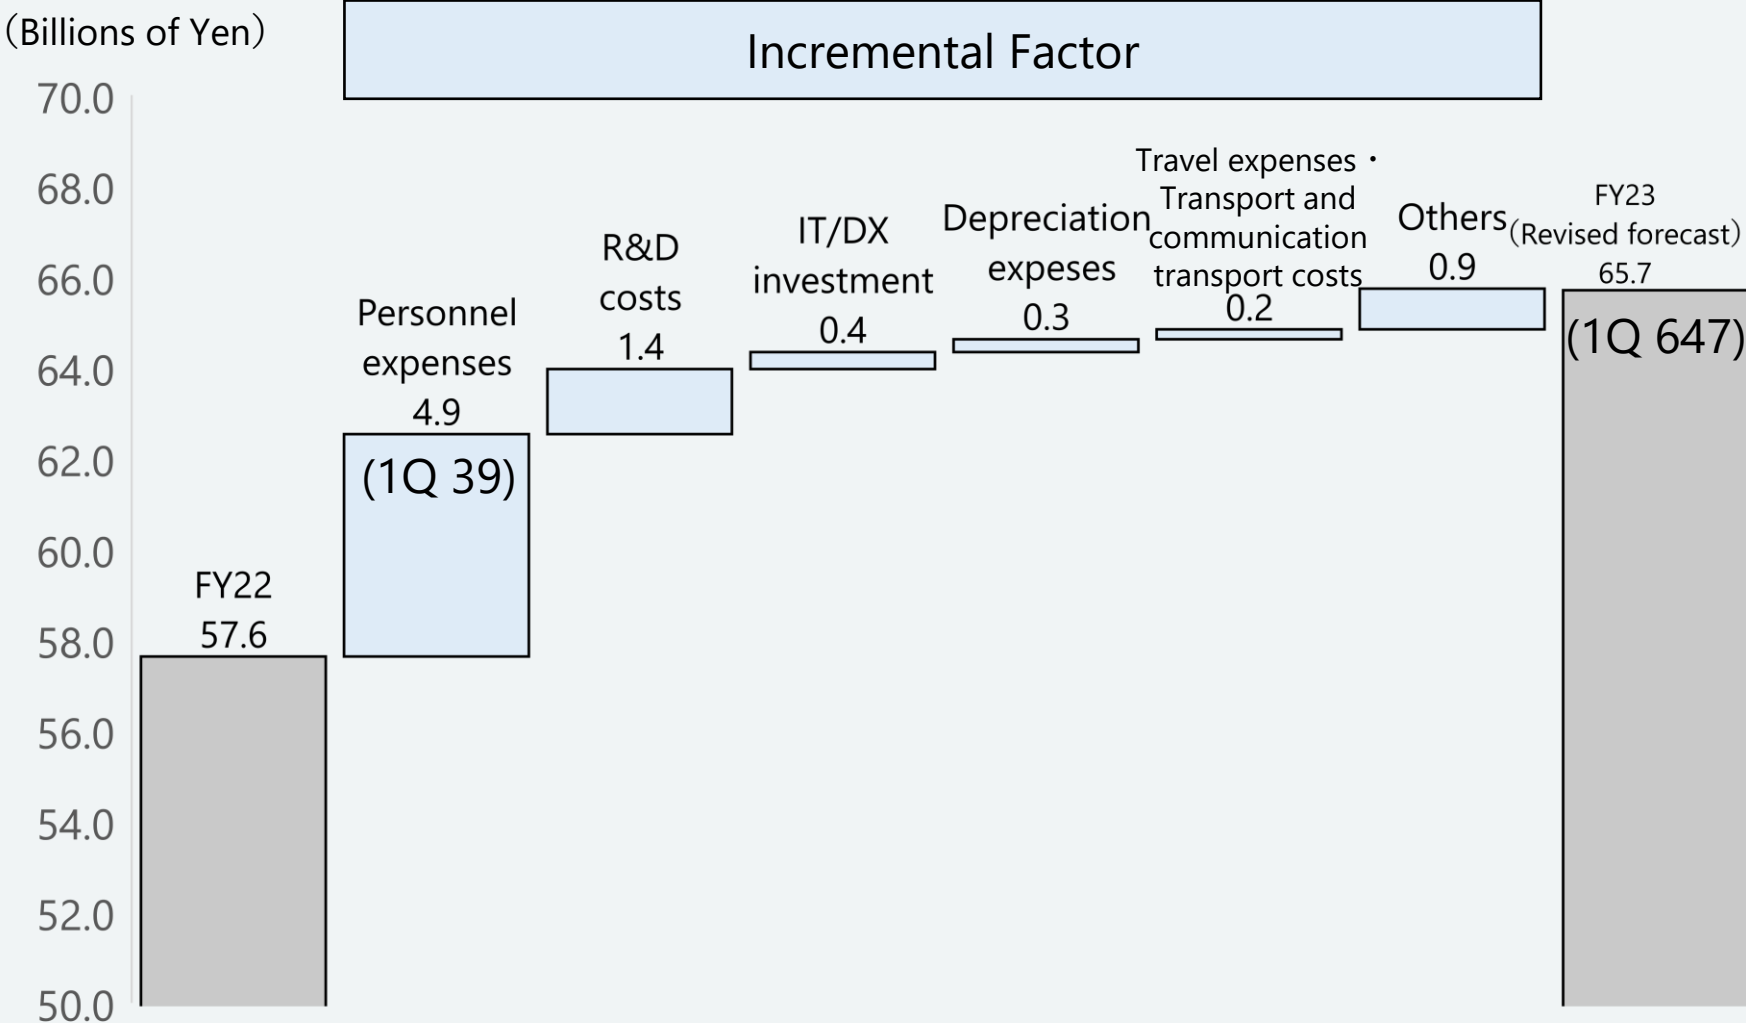 （Billions of Yen）
Incremental Factor
70.0
68.0
66.0
64.0
62.0
60.0
58.0
56.0
54.0
52.0
50.0
FY22
57.6
Personnel
expenses
4.9
(1Q 39)
R&D
costs
1.4
IT/DX
investment
0.4
Depreciation
expeses
0.3
Travel expenses・
Transport and
communication
transport costs
0.2
Others
0.9
FY23
（Revised forecast）
65.7
(1Q 647)